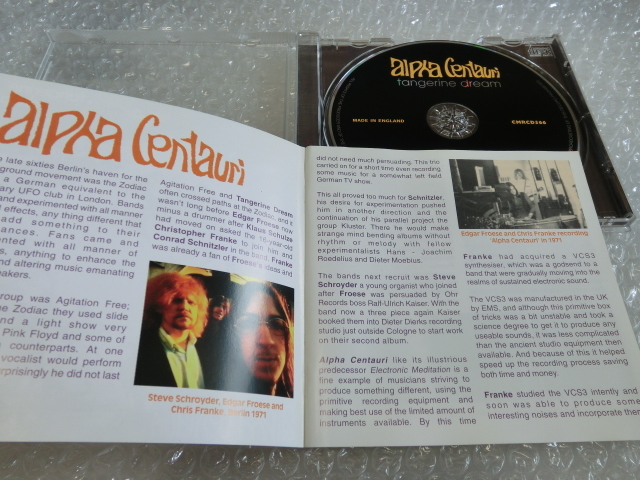 alpha Centauri
tangerine dream
MADE IN ENGLAND
CMRCD566
alpha Centauri
e late sixties Berlin's haven for the
ground movement was the Zodiac
a German equivalent to the
ary UFO club in London. Bands
and experimented with all manner
effects, any thing different that
add something to their
ances. Fans came and
ented with all manner of
s, anything to enhance the
and altering music emanating
eakers.
group was Agitation Free;
e Zodiac they used slide
and a light show very
Pink Floyd and some of
counterparts. At one
vocalist would perform
rprisingly he did not last
Agitation Free and Tangerine Dream
often crossed paths at the Zodiac, and
wasn't long before Edgar Froese now
minus a drummer after Klaus Schulze
had moved on asked the 16-year-old
Christopher Franke to join him and
Conrad Schnitzler in the band. Franke
was already a fan of Froese's ideas and
Steve Schroyder, Edgar Froese and
Chris Franke, Berlin 1971
did not need much persuading. This trio
carried on for a short time even recording
some music for a somewhat left field
German TV show.
This all proved too much for Schnitzler,
his desire for experimentation pushed
him in another direction and the
continuation of his parallel project the
group Kluster. There he would make
strange mind bending albums without
rhythm or melody with fellow
experimentalists Hans - Joachim
Roedelius and Dieter Moebius.
The bands next recruit was Steve
Schroyder a young organist who joined
after Froese was persuaded by Ohr
Records boss Ralf-Ulrich Kaiser. With the
band now a three piece again Kaiser
booked them into Dieter Dierks recording
studio just outside Cologne to start work
on their second album.
Alpha Centauri like its illustrious
predecessor Electronic Meditation is a
fine example of musicians striving to
produce something different, using the
primitive recording equipment and
making best use of the limited amount of
instruments available. By this time
Edgar Froese and Chris Franke recording
'Alpha Centauri' in 1971
Franke had acquired a VCS3
synthesiser, which was a godsend to a
band that were gradually moving into the
realms of sustained electronic sound.
The VCS3 was manufactured in the UK
by EMS, and although this primitive box
of tricks was a bit unstable and took a
science degree to get it to produce any
useable sounds, it was less complicated
than the ancient studio equipment then
available. And because of this it helped
speed up the recording process saving
both time and money.
Franke studied the VCS3 intently and
soon was able to produce some
interesting noises and incorporate them